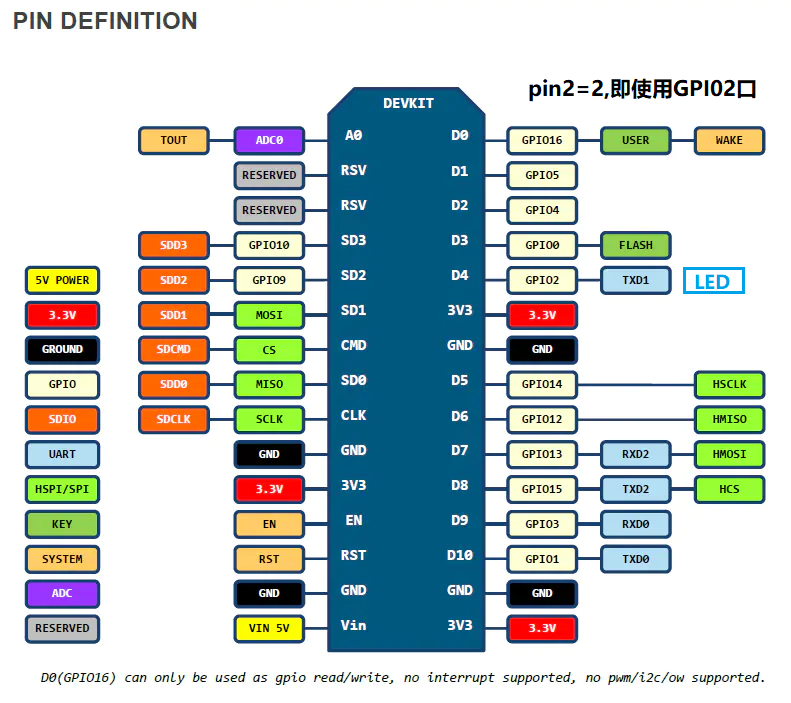 PIN DEFINITION
pin2=2,即使用GPI02口
DEVKIT
TOUT ADC0 A0 D0 GPIO16 USER WAKE
RESERVED RSV D1 GPIO5
RESERVED RSV D2 GPIO4
SDD3 GPIO10 SD3 D3 GPIO0 FLASH
5V POWER SDD2 GPIO9 SD2 D4 GPIO2 TXD1 LED
3.3V SDD1 MOSI SD1 3V3 3.3V
GROUND SDCMD CS CMD GND GND
GPIO SDD0 MISO SD0 D5 GPIO14 HSCLK
SDIO SDCLK SCLK CLK D6 GPIO12 HMISO
UART GND GND D7 GPIO13 RXD2 HMOSI
HSPI/SPI 3.3V 3V3 D8 GPIO15 TXD2 HCS
KEY EN EN D9 GPIO3 RXD0
SYSTEM RST RST D10 GPIO1 TXD0
ADC GND GND GND GND
RESERVED VIN 5V Vin 3V3 3.3V
D0(GPIO16) can only be used as gpio read/write, no interrupt supported, no pwm/i2c/ow supported.